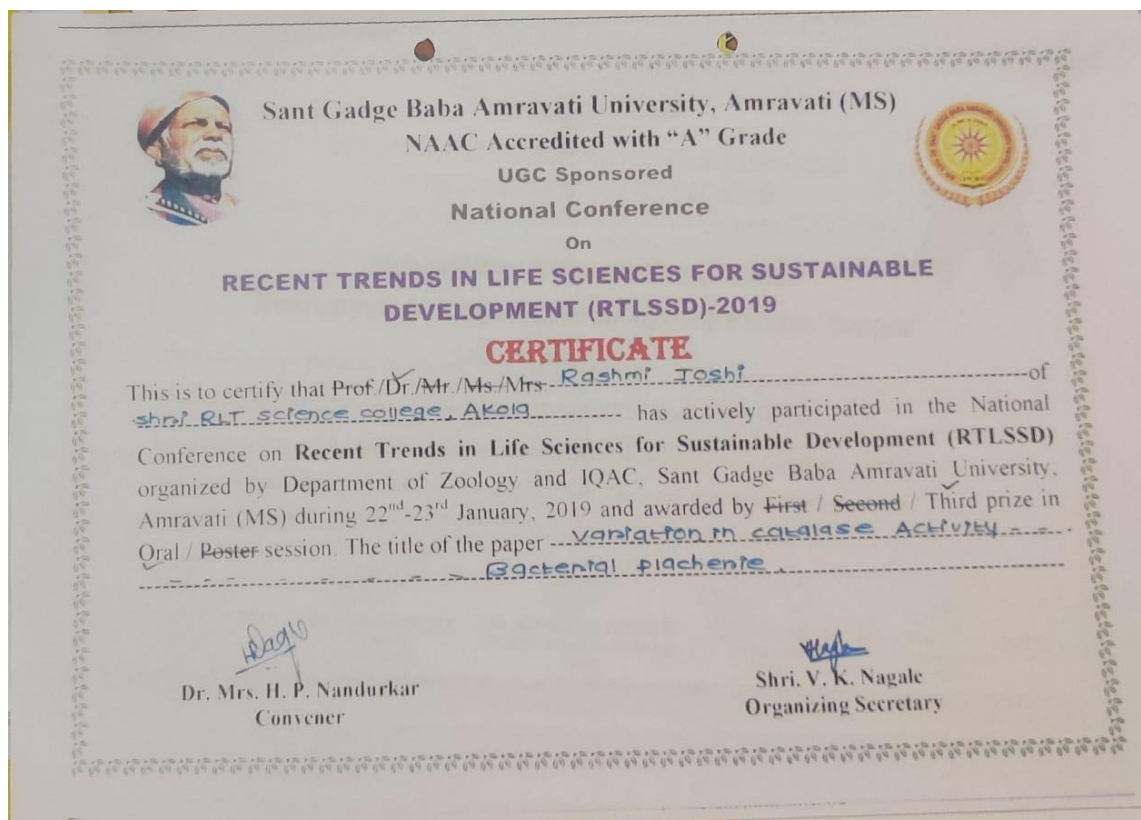 Sant Gadge Baba Amravati University, Amravati (MS)
NAAC Accredited with “A” Grade
UGC Sponsored
National Conference
On
RECENT TRENDS IN LIFE SCIENCES FOR SUSTAINABLE
DEVELOPMENT (RTLSSD)-2019
CERTIFICATE
This is to certify that Prof./Dr./Mr./Ms./Mrs. Rashmi Joshi of
shri RLT science college, Akola has actively participated in the National
Conference on Recent Trends in Life Sciences for Sustainable Development (RTLSSD)
organized by Department of Zoology and IQAC, Sant Gadge Baba Amravati University,
Amravati (MS) during 22nd-23rd January, 2019 and awarded by First / Second / Third prize in
Oral / Poster session. The title of the paper Variation in catalase Activity
Bacterial
Dr. Mrs. H. P. Nandurkar
Convener
Shri. V. K. Nagale
Organizing Secretary